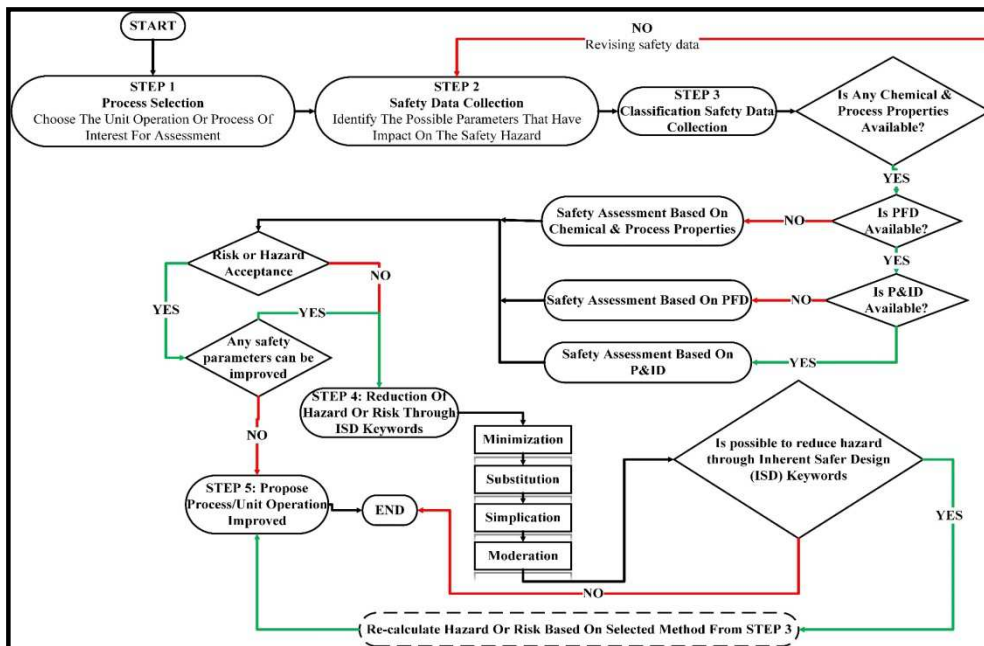 START
NO
Revising safety data
STEP 1
Process Selection
Choose The Unit Operation Or Process Of
Interest For Assessment
STEP 2
Safety Data Collection
Identify The Possible Parameters That Have
Impact On The Safety Hazard
STEP 3
Classification Safety Data
Collection
Is Any Chemical &
Process Properties
Available?
YES
Safety Assessment Based On
Chemical & Process Properties
NO
Is PFD
Available?
YES
Risk or Hazard
Acceptance
NO
YES
YES
Safety Assessment Based On PFD
NO
Is P&ID
Available?
Any safety
parameters can be
improved
Safety Assessment Based On
P&ID
YES
STEP 4: Reduction Of
Hazard Or Risk Through
ISD Keywords
NO
Minimization
Substitution
Simplication
Moderation
Is possible to reduce hazard
through Inherent Safer Design
(ISD) Keywords
YES
STEP 5: Propose
Process/Unit Operation
Improved
END
NO
Re-calculate Hazard Or Risk Based On Selected Method From STEP 3